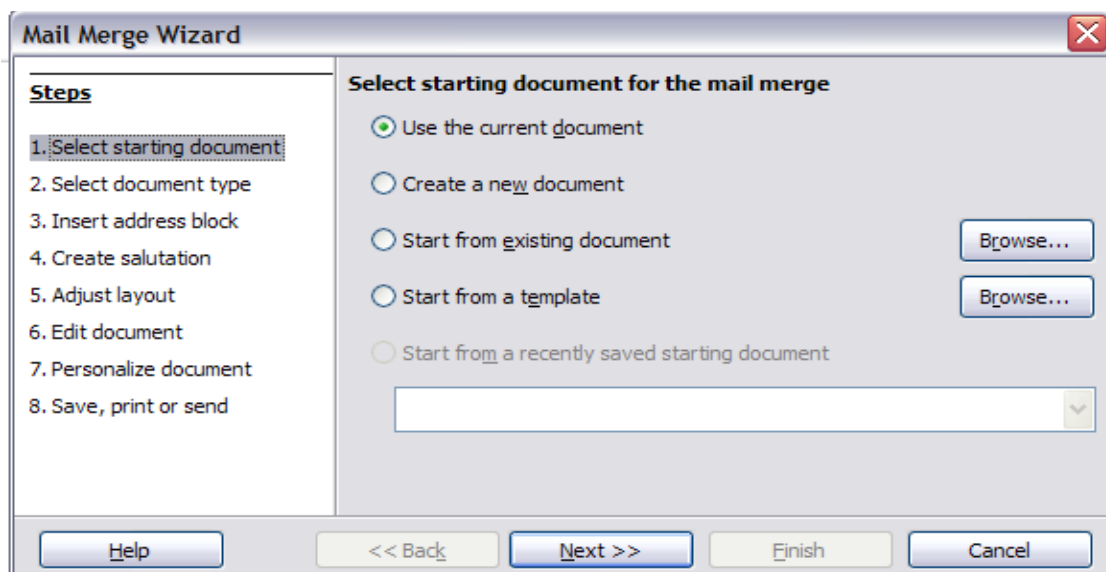 Mail Merge Wizard
Steps
1. Select starting document
2. Select document type
3. Insert address block
4. Create salutation
5. Adjust layout
6. Edit document
7. Personalize document
8. Save, print or send
Select starting document for the mail merge
Use the current document
Create a new document
Start from existing document Browse...
Start from a template Browse...
Start from a recently saved starting document
Help << Back Next >> Finish Cancel